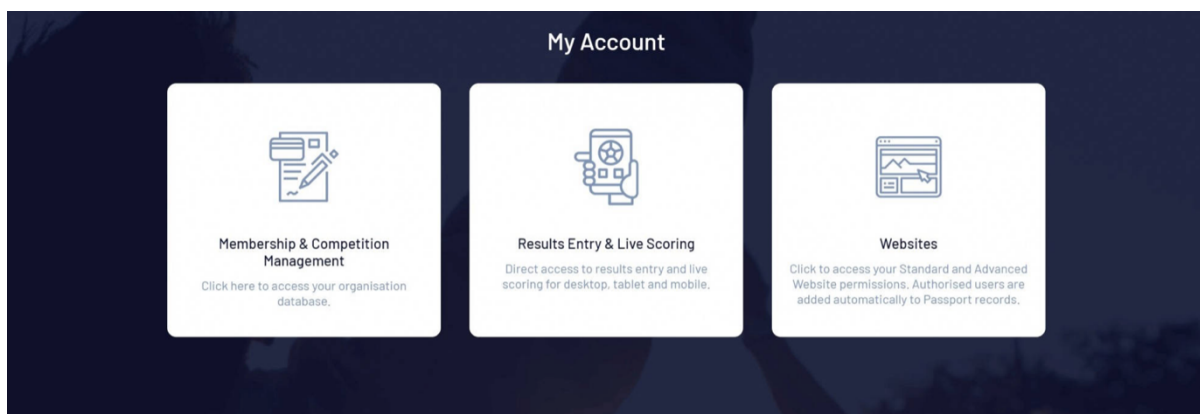 My Account
Membership & Competition
Management
Click here to access your organisation
database.
Results Entry & Live Scoring
Direct access to results entry and live
scoring for desktop, tablet and mobile.
Websites
Click to access your Standard and Advanced
Website permissions. Authorised users are
added automatically to Passport records.